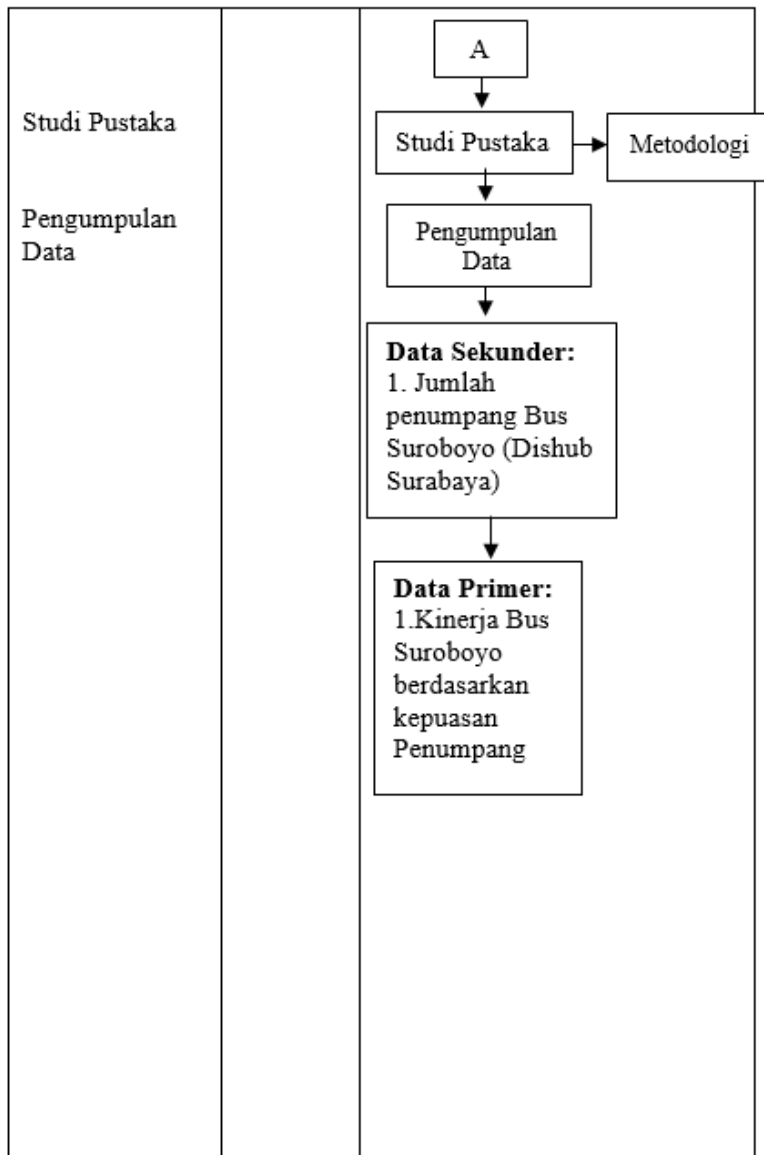 A
Studi Pustaka
Studi Pustaka
Metodologi
Pengumpulan
Data
Pengumpulan
Data
Data Sekunder:
1. Jumlah
penumpang Bus
Suroboyo (Dishub
Surabaya)
Data Primer:
1.Kinerja Bus
Suroboyo
berdasarkan
kepuasan
Penumpang